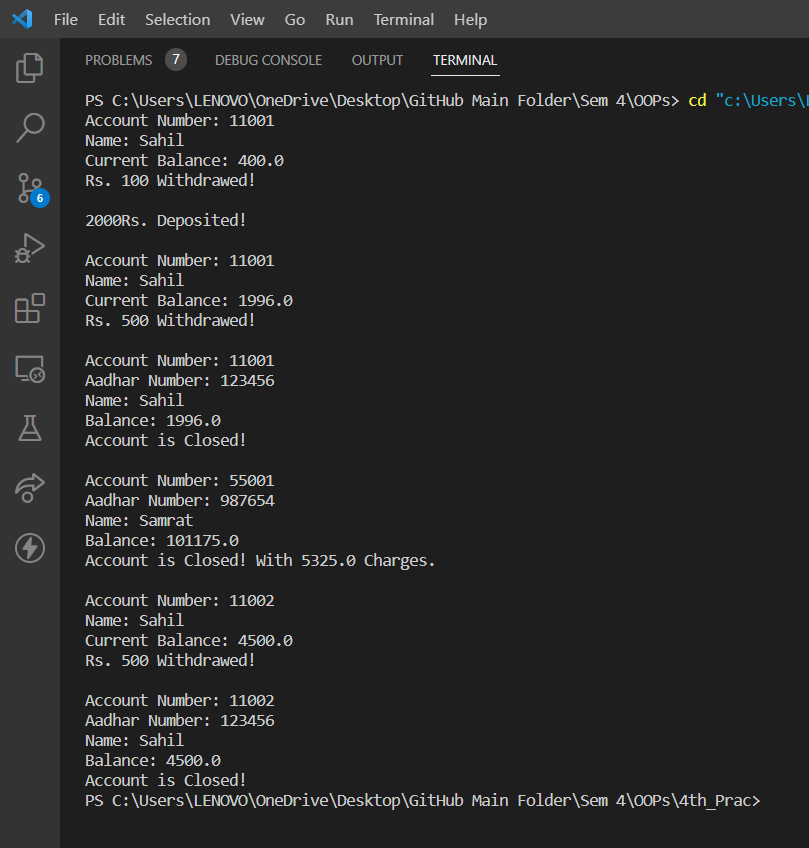 File Edit Selection View Go Run Terminal Help
PROBLEMS 7 DEBUG CONSOLE OUTPUT TERMINAL
PS C:\Users\LENOVO\OneDrive\Desktop\GitHub Main Folder\Sem 4\OOPs> cd "c:\Users\
Account Number: 11001
Name: Sahil
Current Balance: 400.0
Rs. 100 Withdrawed!
2000Rs. Deposited!
Account Number: 11001
Name: Sahil
Current Balance: 1996.0
Rs. 500 Withdrawed!
Account Number: 11001
Aadhar Number: 123456
Name: Sahil
Balance: 1996.0
Account is Closed!
Account Number: 55001
Aadhar Number: 987654
Name: Samrat
Balance: 101175.0
Account is Closed! With 5325.0 Charges.
Account Number: 11002
Name: Sahil
Current Balance: 4500.0
Rs. 500 Withdrawed!
Account Number: 11002
Aadhar Number: 123456
Name: Sahil
Balance: 4500.0
Account is Closed!
PS C:\Users\LENOVO\OneDrive\Desktop\GitHub Main Folder\Sem 4\OOPs\4th_Prac>
6